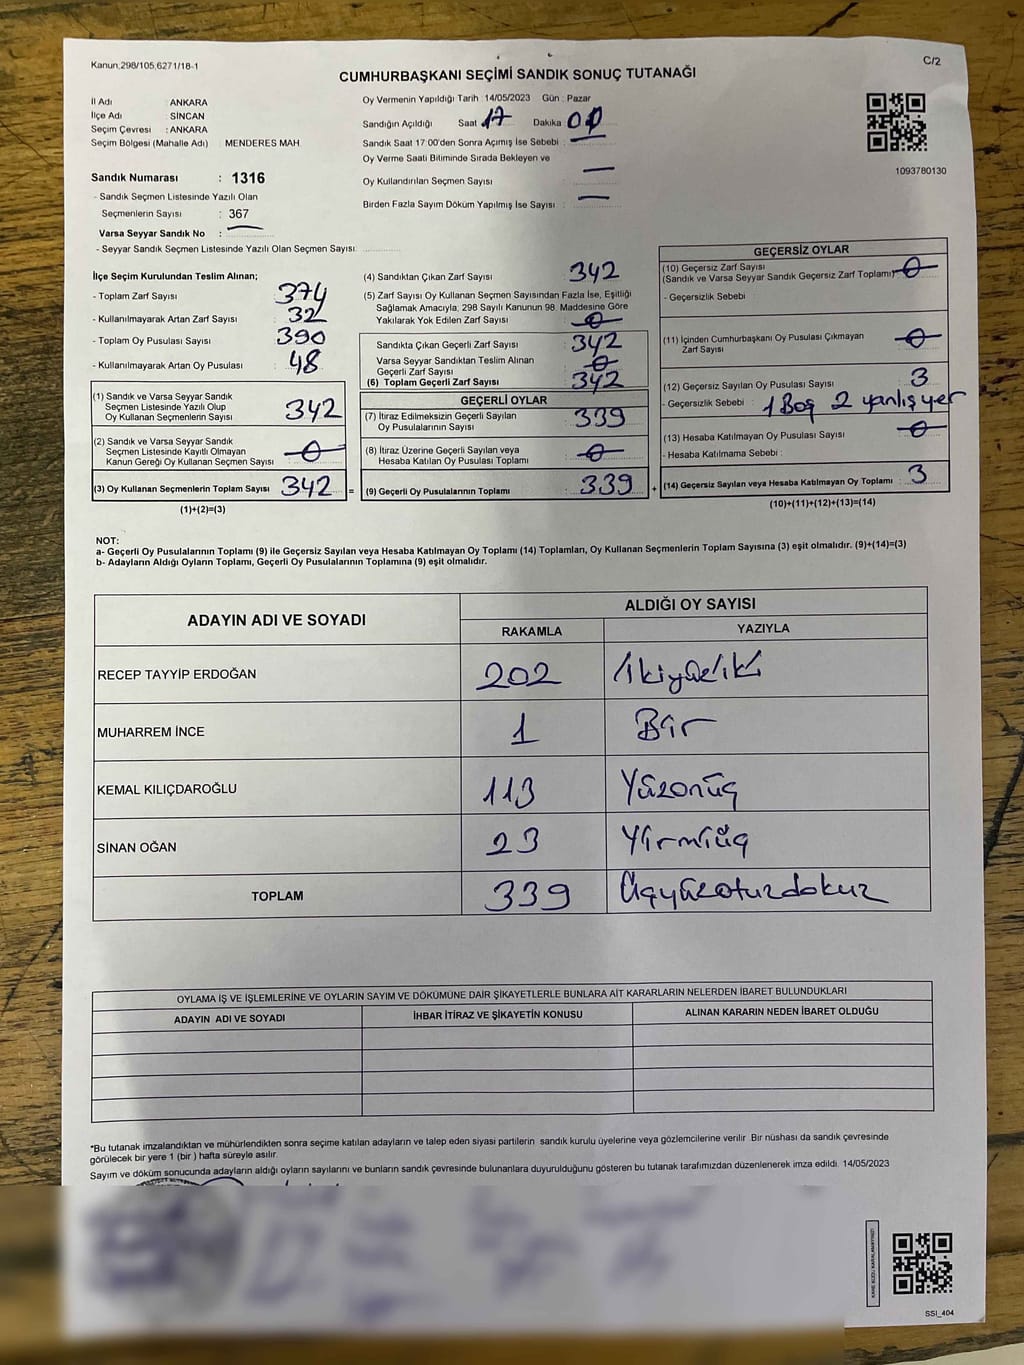 Kanun,298/105,6271/18-1
C/2
CUMHURBAŞKANI SEÇİMİ SANDIK SONUÇ TUTANAĞI
İl Adı : ANKARA
İlçe Adı : SİNCAN
Seçim Çevresi : ANKARA
Seçim Bölgesi (Mahalle Adı) : MENDERES MAH.
Oy Vermenin Yapıldığı Tarih 14/05/2023 Gün : Pazar
Sandığın Açıldığı Saat 17 Dakika 00
Sandık Saat 17:00'den Sonra Açımış İse Sebebi :
Oy Verme Saati Bitiminde Sırada Bekleyen ve
Oy Kullandırılan Seçmen Sayısı : —
Birden Fazla Sayım Döküm Yapılmış İse Sayısı : —
1093780130
Sandık Numarası : 1316
- Sandık Seçmen Listesinde Yazılı Olan
Seçmenlerin Sayısı : 367
Varsa Seyyar Sandık No : —
- Seyyar Sandık Seçmen Listesinde Yazılı Olan Seçmen Sayısı:
İlçe Seçim Kurulundan Teslim Alınan;
- Toplam Zarf Sayısı : 374
- Kullanılmayarak Artan Zarf Sayısı : 32
- Toplam Oy Pusulası Sayısı : 390
- Kullanılmayarak Artan Oy Pusulası : 48
(1) Sandık ve Varsa Seyyar Sandık
Seçmen Listesinde Yazılı Olup
Oy Kullanan Seçmenlerin Sayısı : 342
(2) Sandık ve Varsa Seyyar Sandık
Seçmen Listesinde Kayıtlı Olmayan
Kanun Gereği Oy Kullanan Seçmen Sayısı : 0
(3) Oy Kullanan Seçmenlerin Toplam Sayısı : 342 =
(1)+(2)=(3)
(4) Sandıktan Çıkan Zarf Sayısı : 342
(5) Zarf Sayısı Oy Kullanan Seçmen Sayısından Fazla İse, Eşitliği
Sağlamak Amacıyla; 298 Sayılı Kanunun 98. Maddesine Göre
Yakılarak Yok Edilen Zarf Sayısı : 0
Sandıkta Çıkan Geçerli Zarf Sayısı : 342
Varsa Seyyar Sandıktan Teslim Alınan
Geçerli Zarf Sayısı : 0
(6) Toplam Geçerli Zarf Sayısı : 342
GEÇERLİ OYLAR
(7) İtiraz Edilmeksizin Geçerli Sayılan
Oy Pusulalarının Sayısı : 339
(8) İtiraz Üzerine Geçerli Sayılan veya
Hesaba Katılan Oy Pusulası Toplamı : 0
(9) Geçerli Oy Pusulalarının Toplamı : 339 +
GEÇERSİZ OYLAR
(10) Geçersiz Zarf Sayısı
(Sandık ve Varsa Seyyar Sandık Geçersiz Zarf Toplamı) : 0
- Geçersizlik Sebebi
(11) İçinden Cumhurbaşkanı Oy Pusulası Çıkmayan
Zarf Sayısı : 0
(12) Geçersiz Sayılan Oy Pusulası Sayısı : 3
- Geçersizlik Sebebi : 1 Boş 2 yanlış yer
(13) Hesaba Katılmayan Oy Pusulası Sayısı : 0
- Hesaba Katılmama Sebebi :
(14) Geçersiz Sayılan veya Hesaba Katılmayan Oy Toplamı : 3
(10)+(11)+(12)+(13)=(14)
NOT:
a- Geçerli Oy Pusulalarının Toplamı (9) ile Geçersiz Sayılan veya Hesaba Katılmayan Oy Toplamı (14) Toplamları, Oy Kullanan Seçmenlerin Toplam Sayısına (3) eşit olmalıdır. (9)+(14)=(3)
b- Adayların Aldığı Oyların Toplamı, Geçerli Oy Pusulalarının Toplamına (9) eşit olmalıdır.
ADAYIN ADI VE SOYADI
ALDIĞI OY SAYISI
RAKAMLA YAZIYLA
RECEP TAYYİP ERDOĞAN 202 İkiyüziki
MUHARREM İNCE 1 Bir
KEMAL KILIÇDAROĞLU 113 Yüzonüç
SİNAN OĞAN 23 Yirmiüç
TOPLAM 339 Üçyüzotuzdokuz
OYLAMA İŞ VE İŞLEMLERİNE VE OYLARIN SAYIM VE DÖKÜMÜNE DAİR ŞİKAYETLERLE BUNLARA AİT KARARLARIN NELERDEN İBARET BULUNDUKLARI
ADAYIN ADI VE SOYADI İHBAR İTİRAZ VE ŞİKAYETİN KONUSU ALINAN KARARIN NEDEN İBARET OLDUĞU
*Bu tutanak imzalandıktan ve mühürlendikten sonra seçime katılan adayların ve talep eden siyasi partilerin sandık kurulu üyelerine veya gözlemcilerine verilir. Bir nüshası da sandık çevresinde
görülecek bir yere 1 (bir ) hafta süreyle asılır.
Sayım ve döküm sonucunda adayların aldığı oyların sayılarını ve bunların sandık çevresinde bulunanlara duyurulduğunu gösteren bu tutanak tarafımızdan düzenlenerek imza edildi. 14/05/2023
SSI_404